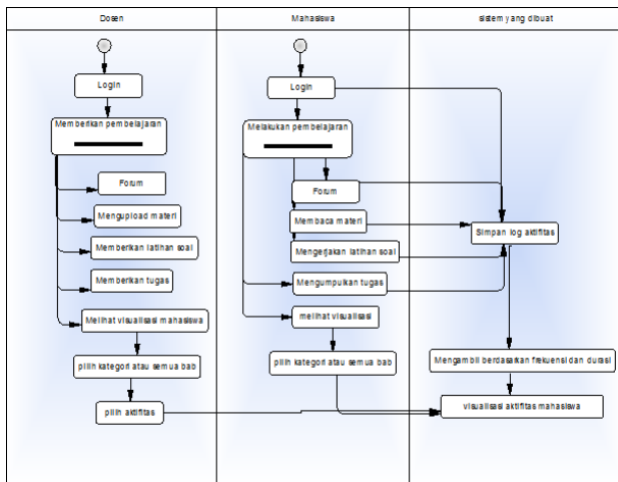 Dosen
Mahasiswa
sistem yang dibuat
Login
Memberikan pembelajaran
Forum
Mengupload materi
Memberikan latihan soal
Memberikan tugas
Melihat visualisasi mahasiswa
pilih kategori atau semua bab
pilih aktifitas
Login
Melakukan pembelajaran
Forum
Membaca materi
Mengerjakan latihan soal
Mengumpulkan tugas
melihat visualisasi
pilih kategori atau semua bab
Simpan log aktifitas
Mengambil berdasarkan frekuensi dan durasi
visualisasi aktifitas mahasiswa